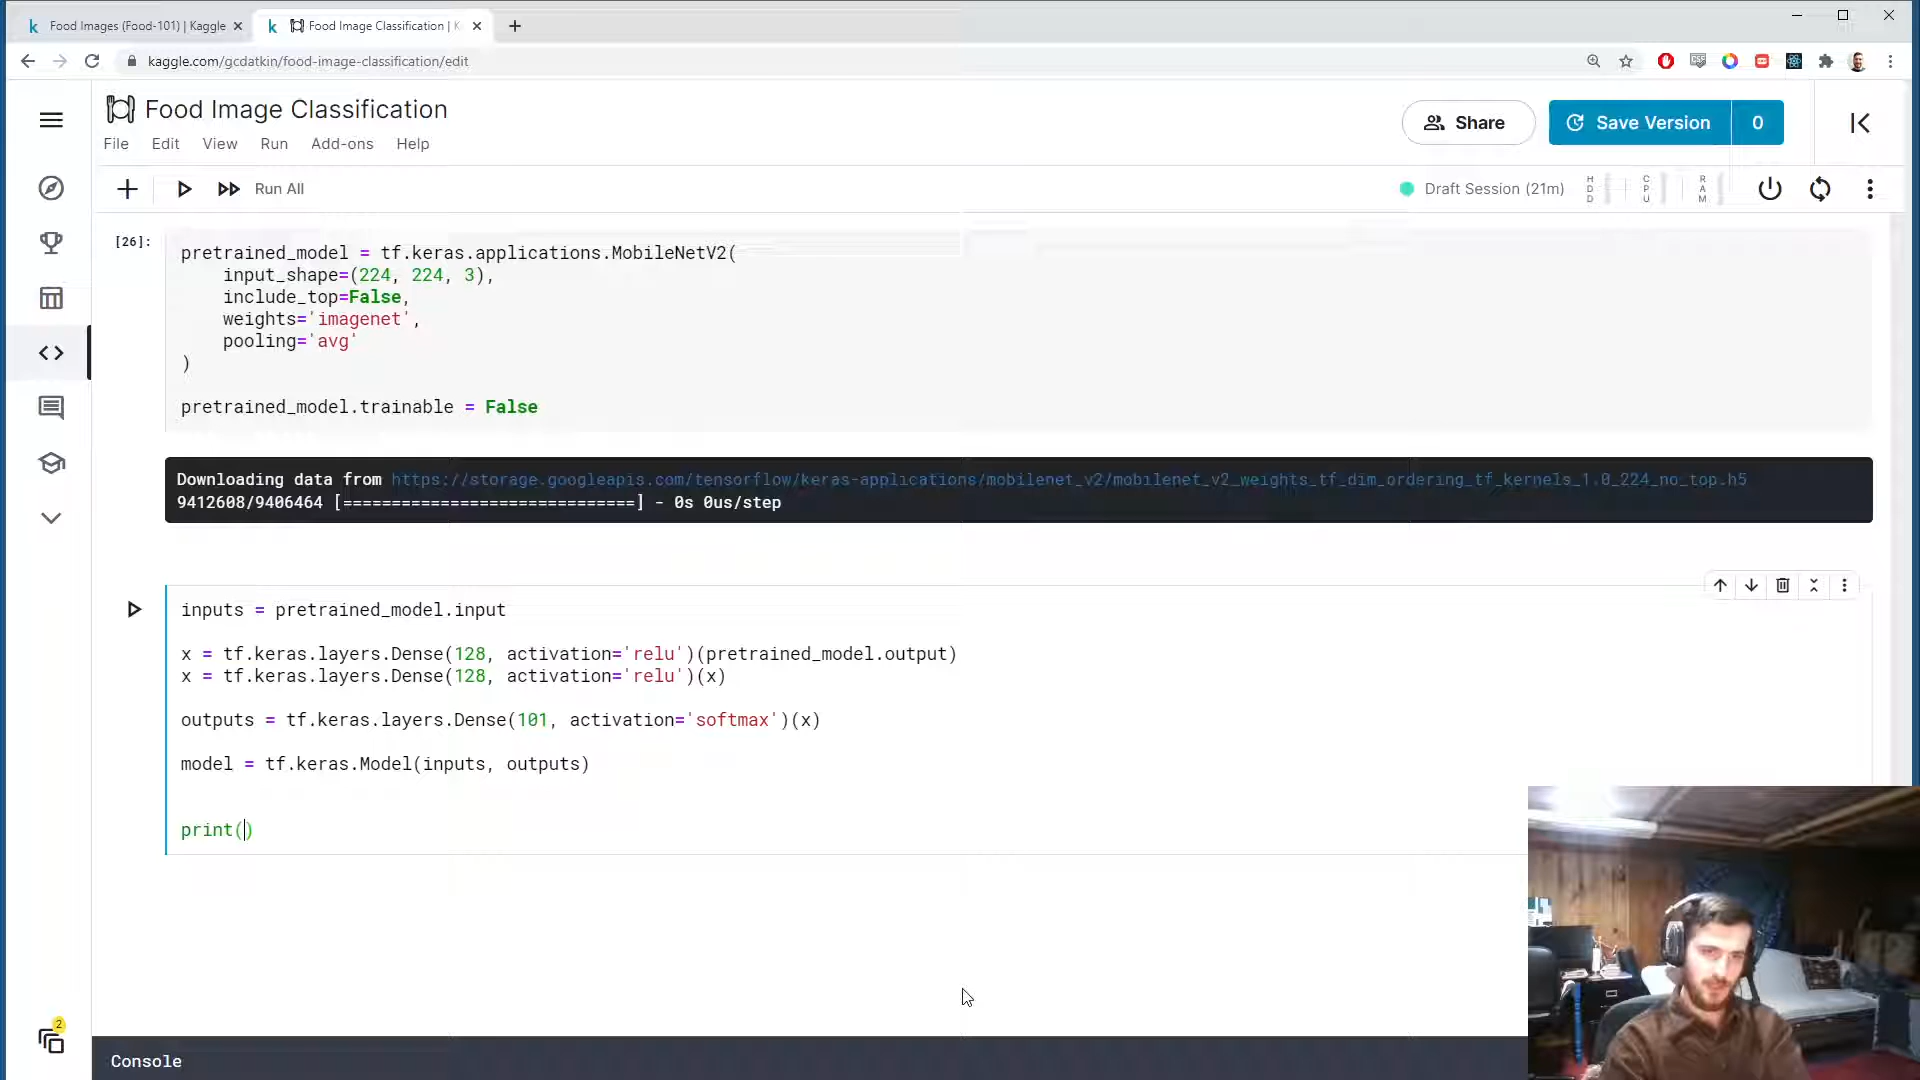 Food Images (Food-101) | Kaggle
Food Image Classification | K
kaggle.com/gcdatkin/food-image-classification/edit
Food Image Classification
File Edit View Run Add-ons Help
Share
Save Version 0
Run All
Draft Session (21m)
HDD
CPU
RAM
[26]:
pretrained_model = tf.keras.applications.MobileNetV2(
    input_shape=(224, 224, 3),
    include_top=False,
    weights='imagenet',
    pooling='avg'
)
pretrained_model.trainable = False
Downloading data from https://storage.googleapis.com/tensorflow/keras-applications/mobilenet_v2/mobilenet_v2_weights_tf_dim_ordering_tf_kernels_1.0_224_no_top.h5
9412608/9406464 [==============================] - 0s 0us/step
inputs = pretrained_model.input
x = tf.keras.layers.Dense(128, activation='relu')(pretrained_model.output)
x = tf.keras.layers.Dense(128, activation='relu')(x)
outputs = tf.keras.layers.Dense(101, activation='softmax')(x)
model = tf.keras.Model(inputs, outputs)
print()
2
Console